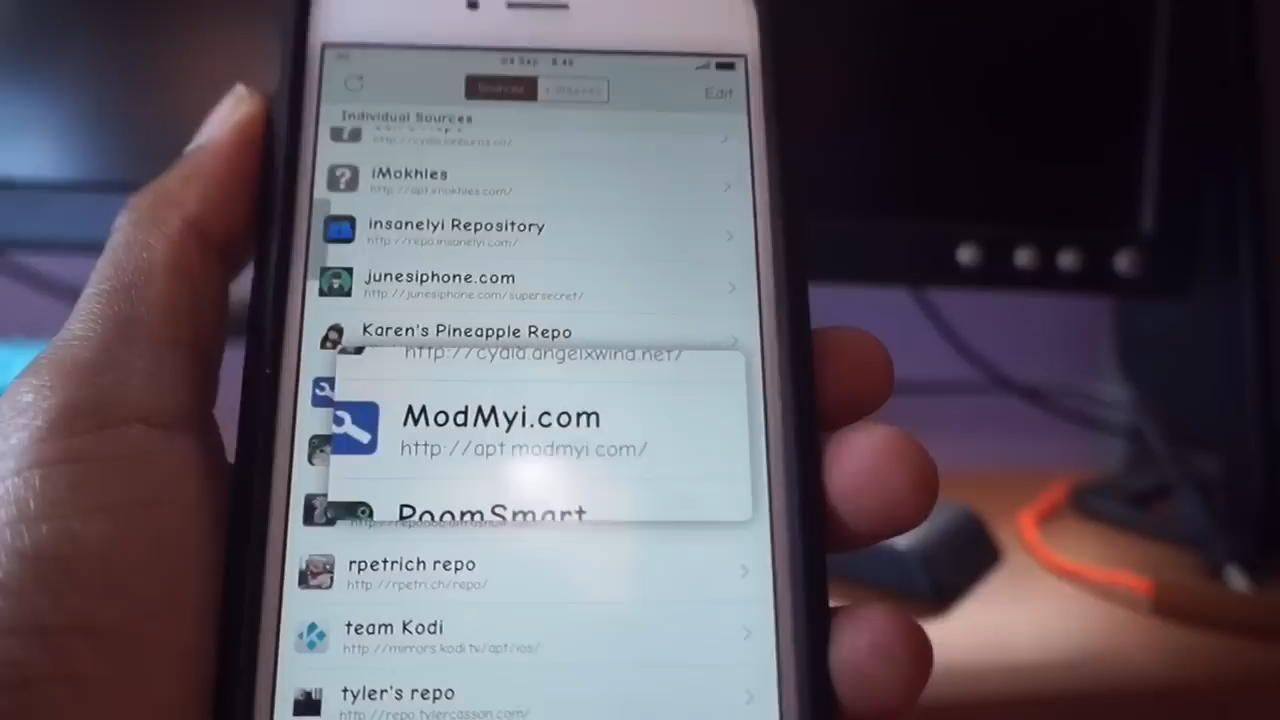 Sources
Edit
Individual Sources
iMokhles
http://apt.imokhles.com/
insanelyi Repository
http://repo.insanelyi.com/
junesiphone.com
http://junesiphone.com/supersecret/
Karen's Pineapple Repo
http://cydia.angelxwind.net/
ModMyi.com
http://apt.modmyi.com/
PoomSmart
rpetrich repo
http://rpetri.ch/repo/
team Kodi
http://mirrors.kodi.tv/apt/ios/
tyler's repo
http://repo.tylercasson.com/